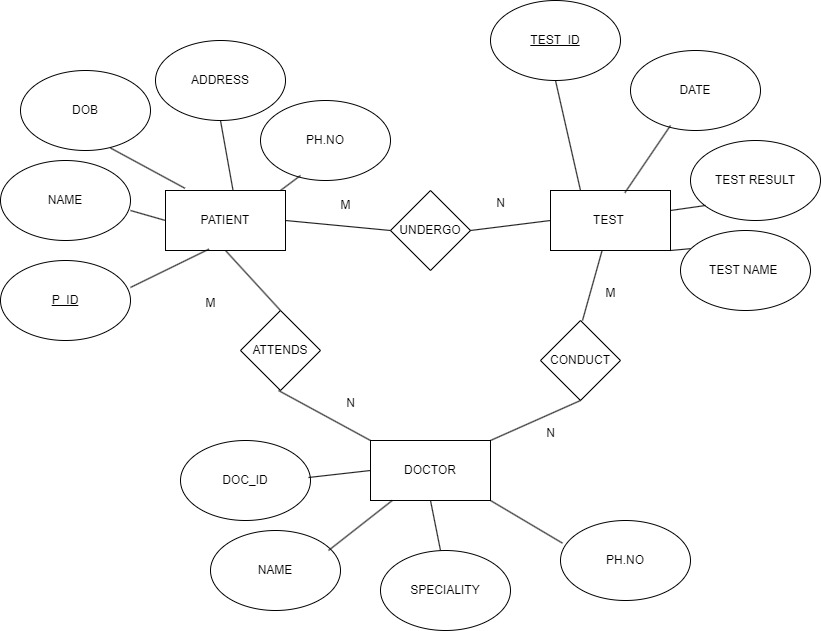 TEST_ID
ADDRESS
DATE
DOB
PH.NO
TEST RESULT
NAME
M
N
PATIENT
UNDERGO
TEST
TEST NAME
P_ID
M
M
ATTENDS
CONDUCT
N
N
DOCTOR
DOC_ID
PH.NO
NAME
SPECIALITY